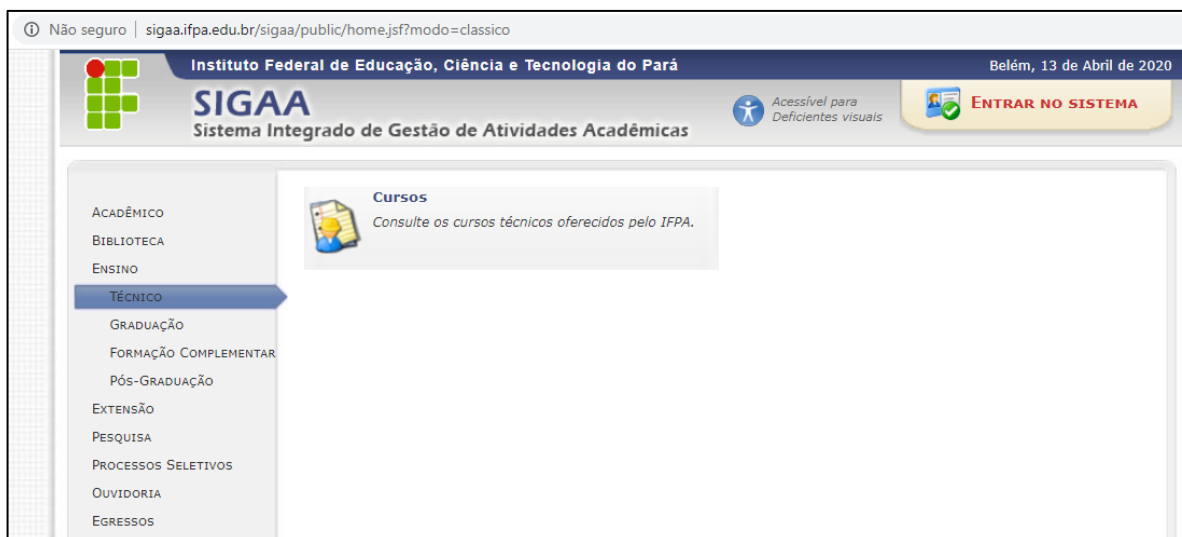 Não seguro | sigaa.ifpa.edu.br/sigaa/public/home.jsf?modo=classico
Instituto Federal de Educação, Ciência e Tecnologia do Pará
Belém, 13 de Abril de 2020
SIGAA
Sistema Integrado de Gestão de Atividades Acadêmicas
Acessível para
Deficientes visuais
ENTRAR NO SISTEMA
ACADÊMICO
BIBLIOTECA
ENSINO
TÉCNICO
GRADUAÇÃO
FORMAÇÃO COMPLEMENTAR
PÓS-GRADUAÇÃO
EXTENSÃO
PESQUISA
PROCESSOS SELETIVOS
OUVIDORIA
EGRESSOS
Cursos
Consulte os cursos técnicos oferecidos pelo IFPA.